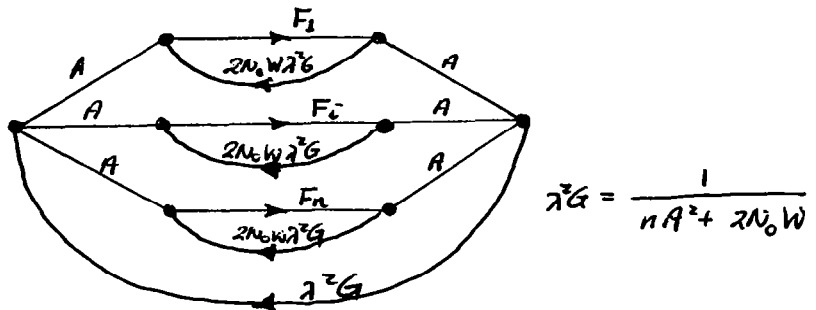 F₁
A
2N₀Wλ²G
A
A
Fᵢ
A
2N₀Wλ²G
A
Fₙ
A
2N₀Wλ²G
λ²G = 1 / (nA² + 2N₀W)
λ²G